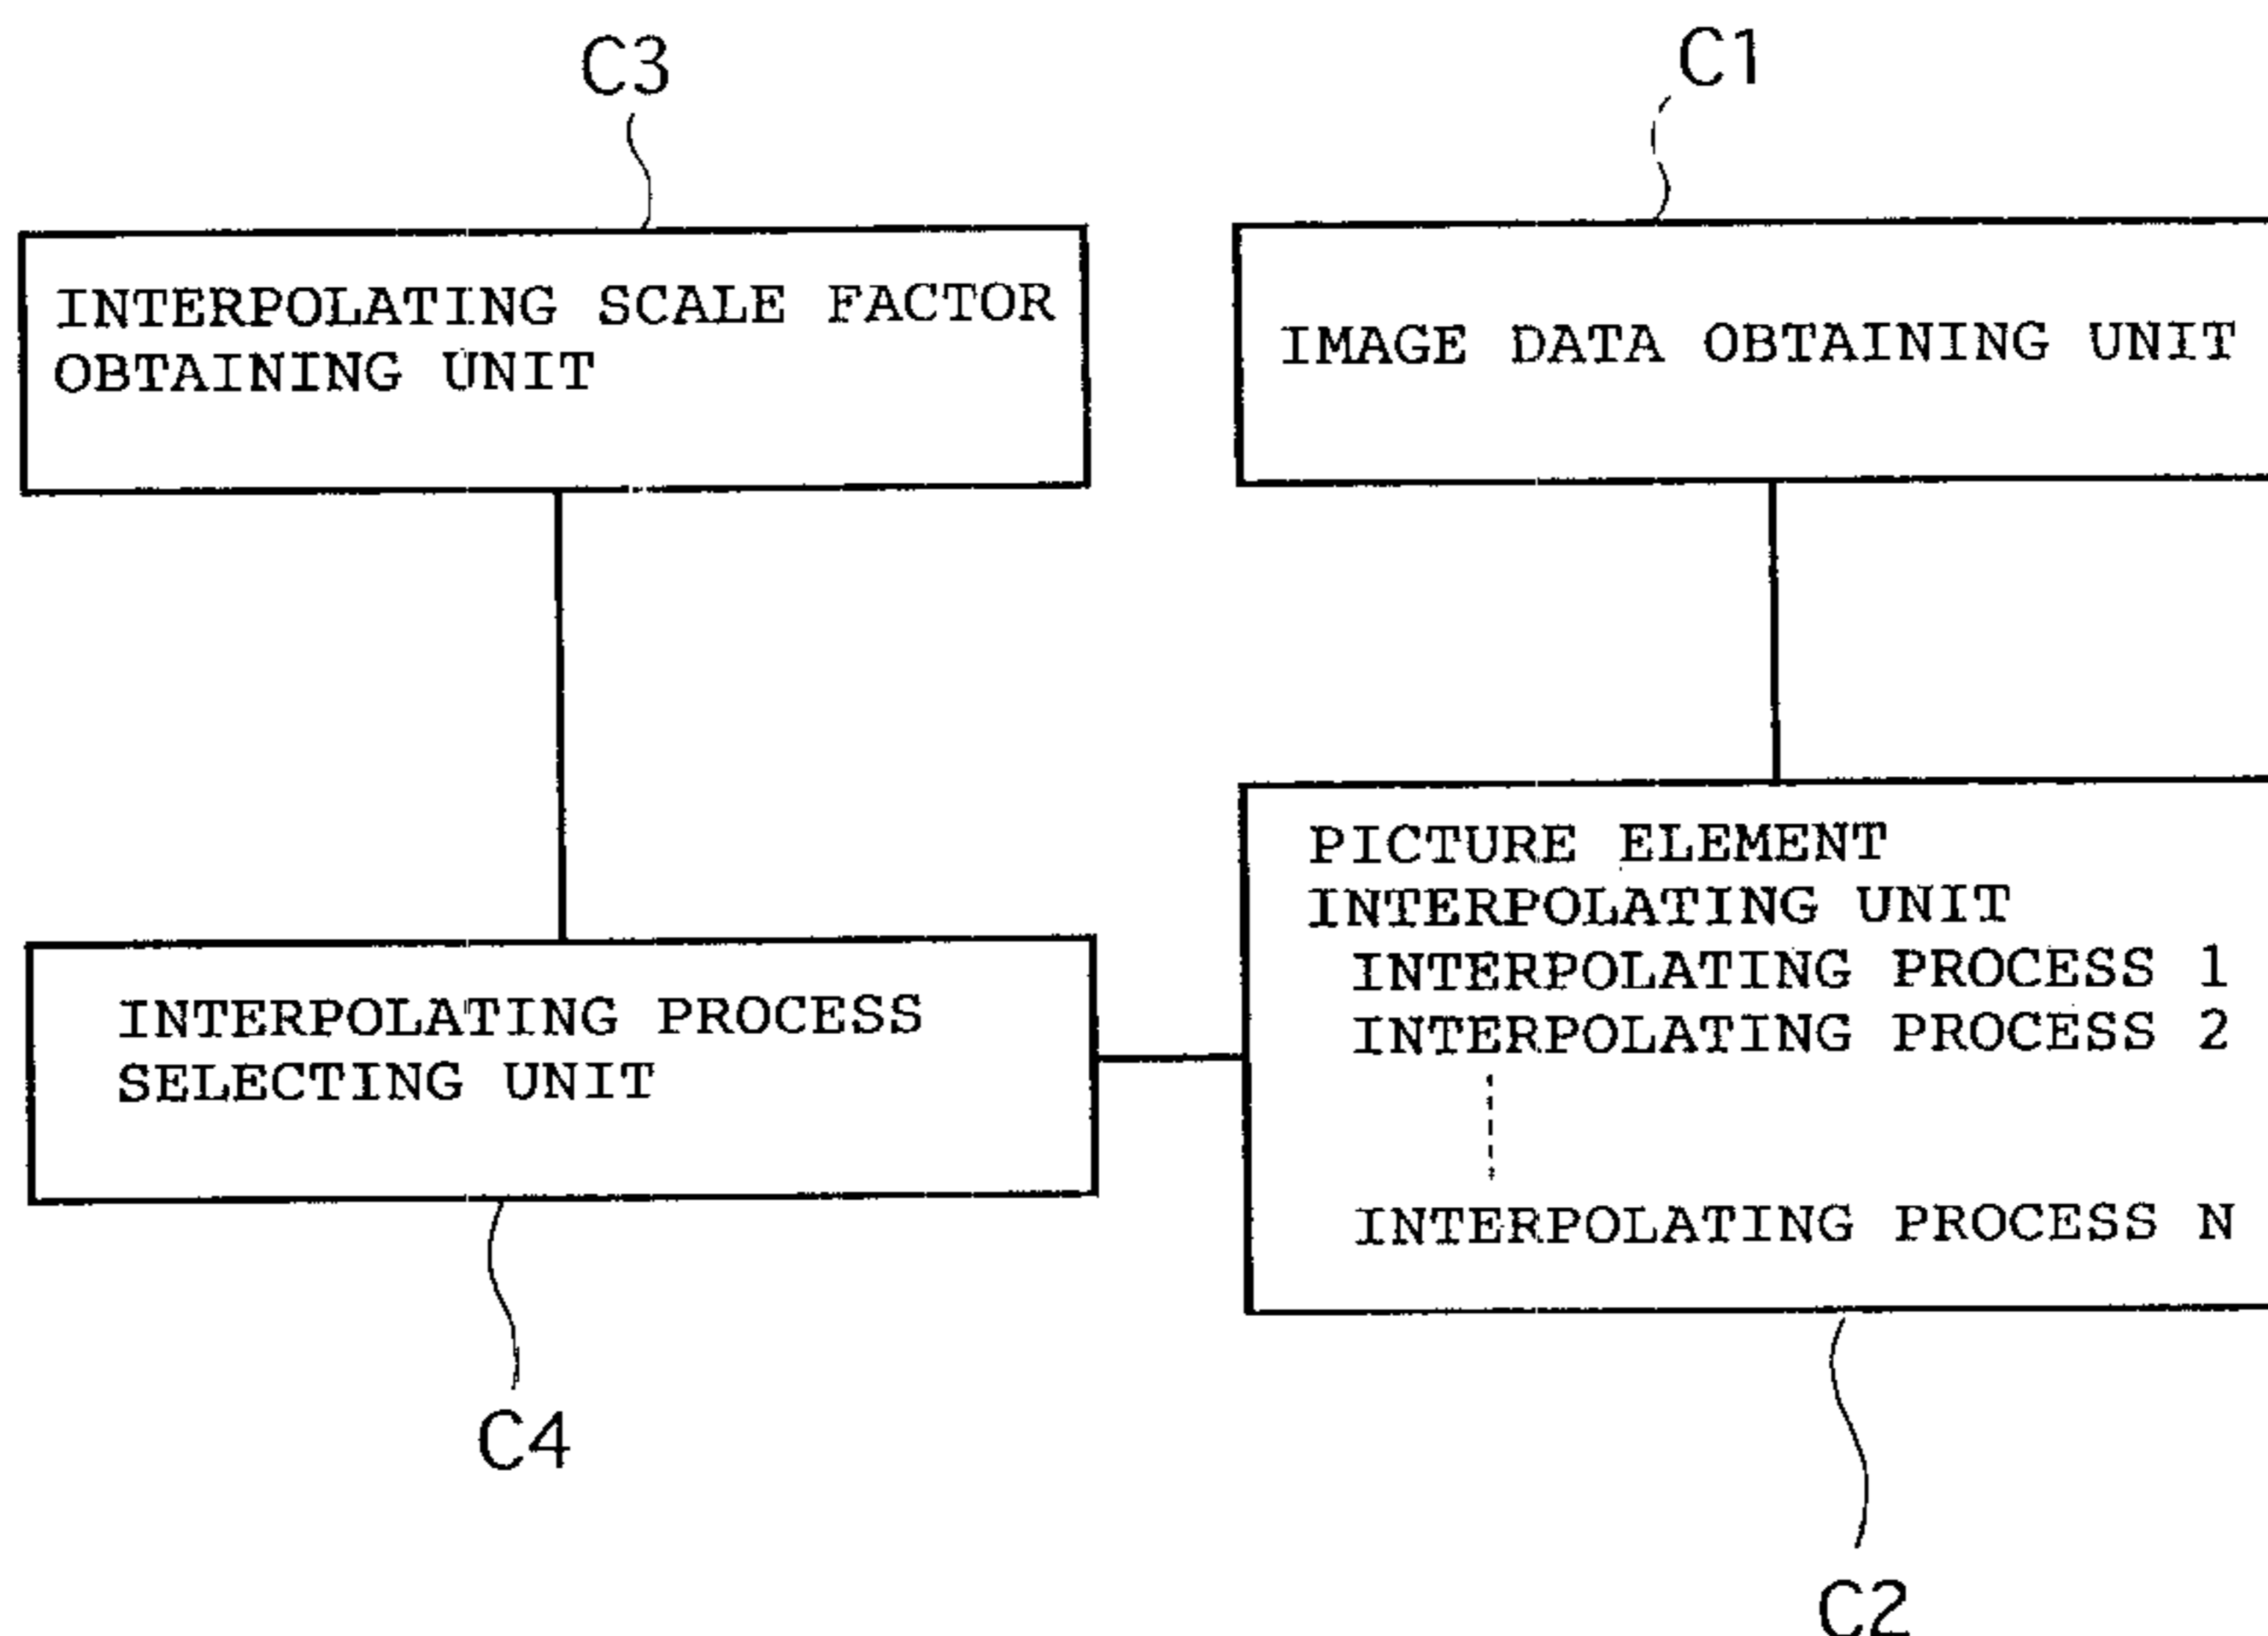 C3
C1
INTERPOLATING SCALE FACTOR
OBTAINING UNIT
IMAGE DATA OBTAINING UNIT
PICTURE ELEMENT
INTERPOLATING UNIT
INTERPOLATING PROCESS 1
INTERPOLATING PROCESS 2
INTERPOLATING PROCESS N
INTERPOLATING PROCESS
SELECTING UNIT
C4
C2